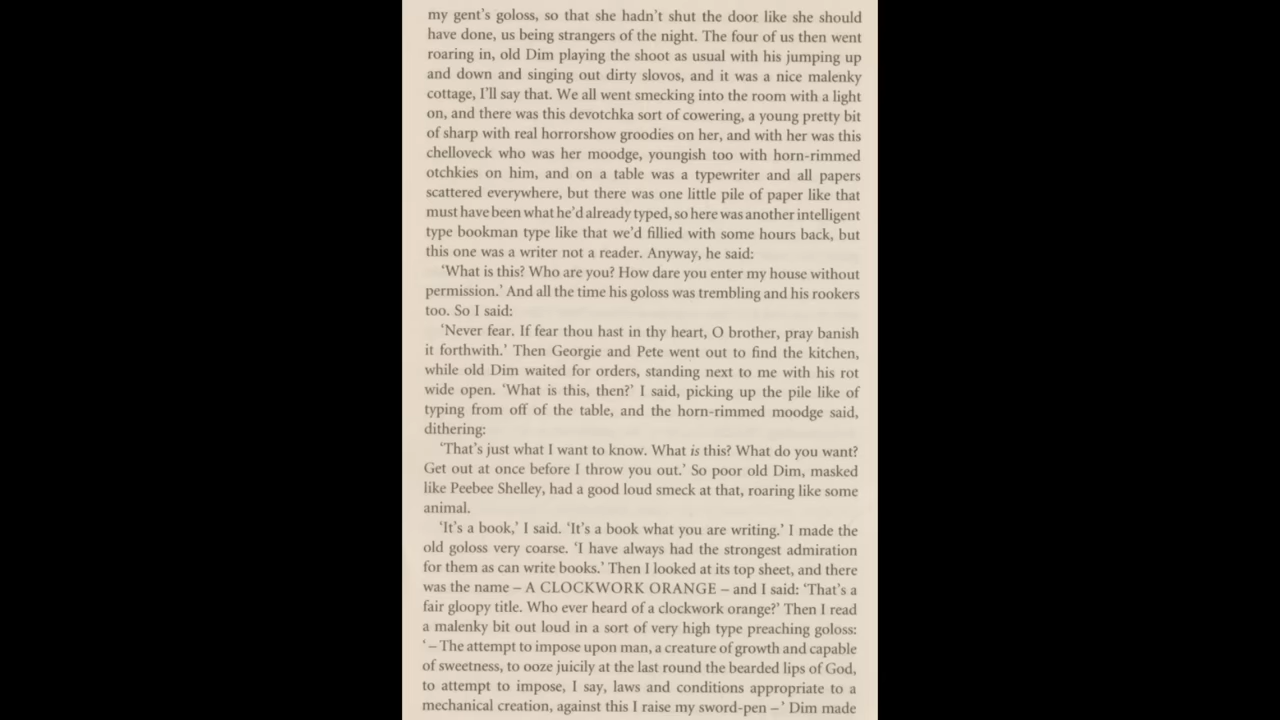 my gent's goloss, so that she hadn't shut the door like she should
have done, us being strangers of the night. The four of us then went
roaring in, old Dim playing the shoot as usual with his jumping up
and down and singing out dirty slovos, and it was a nice malenky
cottage, I'll say that. We all went smecking into the room with a light
on, and there was this devotchka sort of cowering, a young pretty bit
of sharp with real horrorshow groodies on her, and with her was this
chelloveck who was her moodge, youngish too with horn-rimmed
otchkies on him, and on a table was a typewriter and all papers
scattered everywhere, but there was one little pile of paper like that
must have been what he'd already typed, so here was another intelligent
type bookman type like that we'd fillied with some hours back, but
this one was a writer not a reader. Anyway, he said:
'What is this? Who are you? How dare you enter my house without
permission.' And all the time his goloss was trembling and his rookers
too. So I said:
'Never fear. If fear thou hast in thy heart, O brother, pray banish
it forthwith.' Then Georgie and Pete went out to find the kitchen,
while old Dim waited for orders, standing next to me with his rot
wide open. 'What is this, then?' I said, picking up the pile like of
typing from off of the table, and the horn-rimmed moodge said,
dithering:
'That's just what I want to know. What is this? What do you want?
Get out at once before I throw you out.' So poor old Dim, masked
like Peebee Shelley, had a good loud smeck at that, roaring like some
animal.
'It's a book,' I said. 'It's a book what you are writing.' I made the
old goloss very coarse. 'I have always had the strongest admiration
for them as can write books.' Then I looked at its top sheet, and there
was the name – A CLOCKWORK ORANGE – and I said: 'That's a
fair gloopy title. Who ever heard of a clockwork orange?' Then I read
a malenky bit out loud in a sort of very high type preaching goloss:
' – The attempt to impose upon man, a creature of growth and capable
of sweetness, to ooze juicily at the last round the bearded lips of God,
to attempt to impose, I say, laws and conditions appropriate to a
mechanical creation, against this I raise my sword-pen – ' Dim made